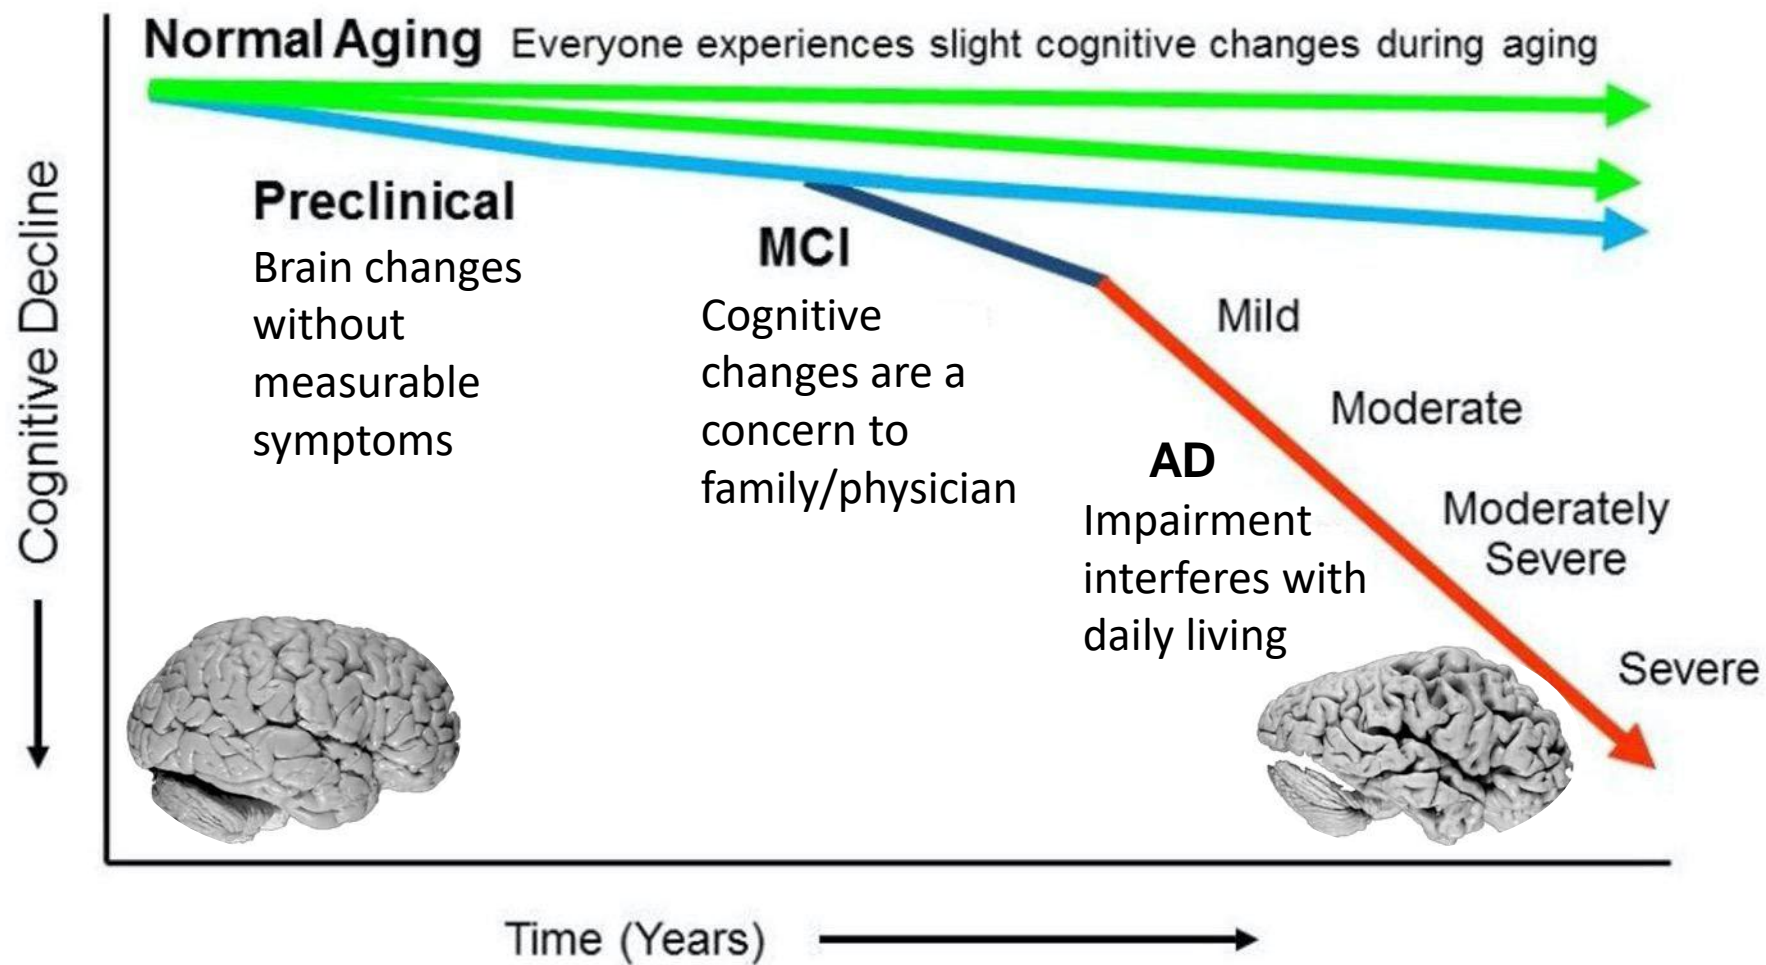 Normal Aging Everyone experiences slight cognitive changes during aging
Cognitive Decline
Preclinical
Brain changes
without
measurable
symptoms
MCI
Cognitive
changes are a
concern to
family/physician
AD
Impairment
interferes with
daily living
Mild
Moderate
Moderately
Severe
Severe
Time (Years)